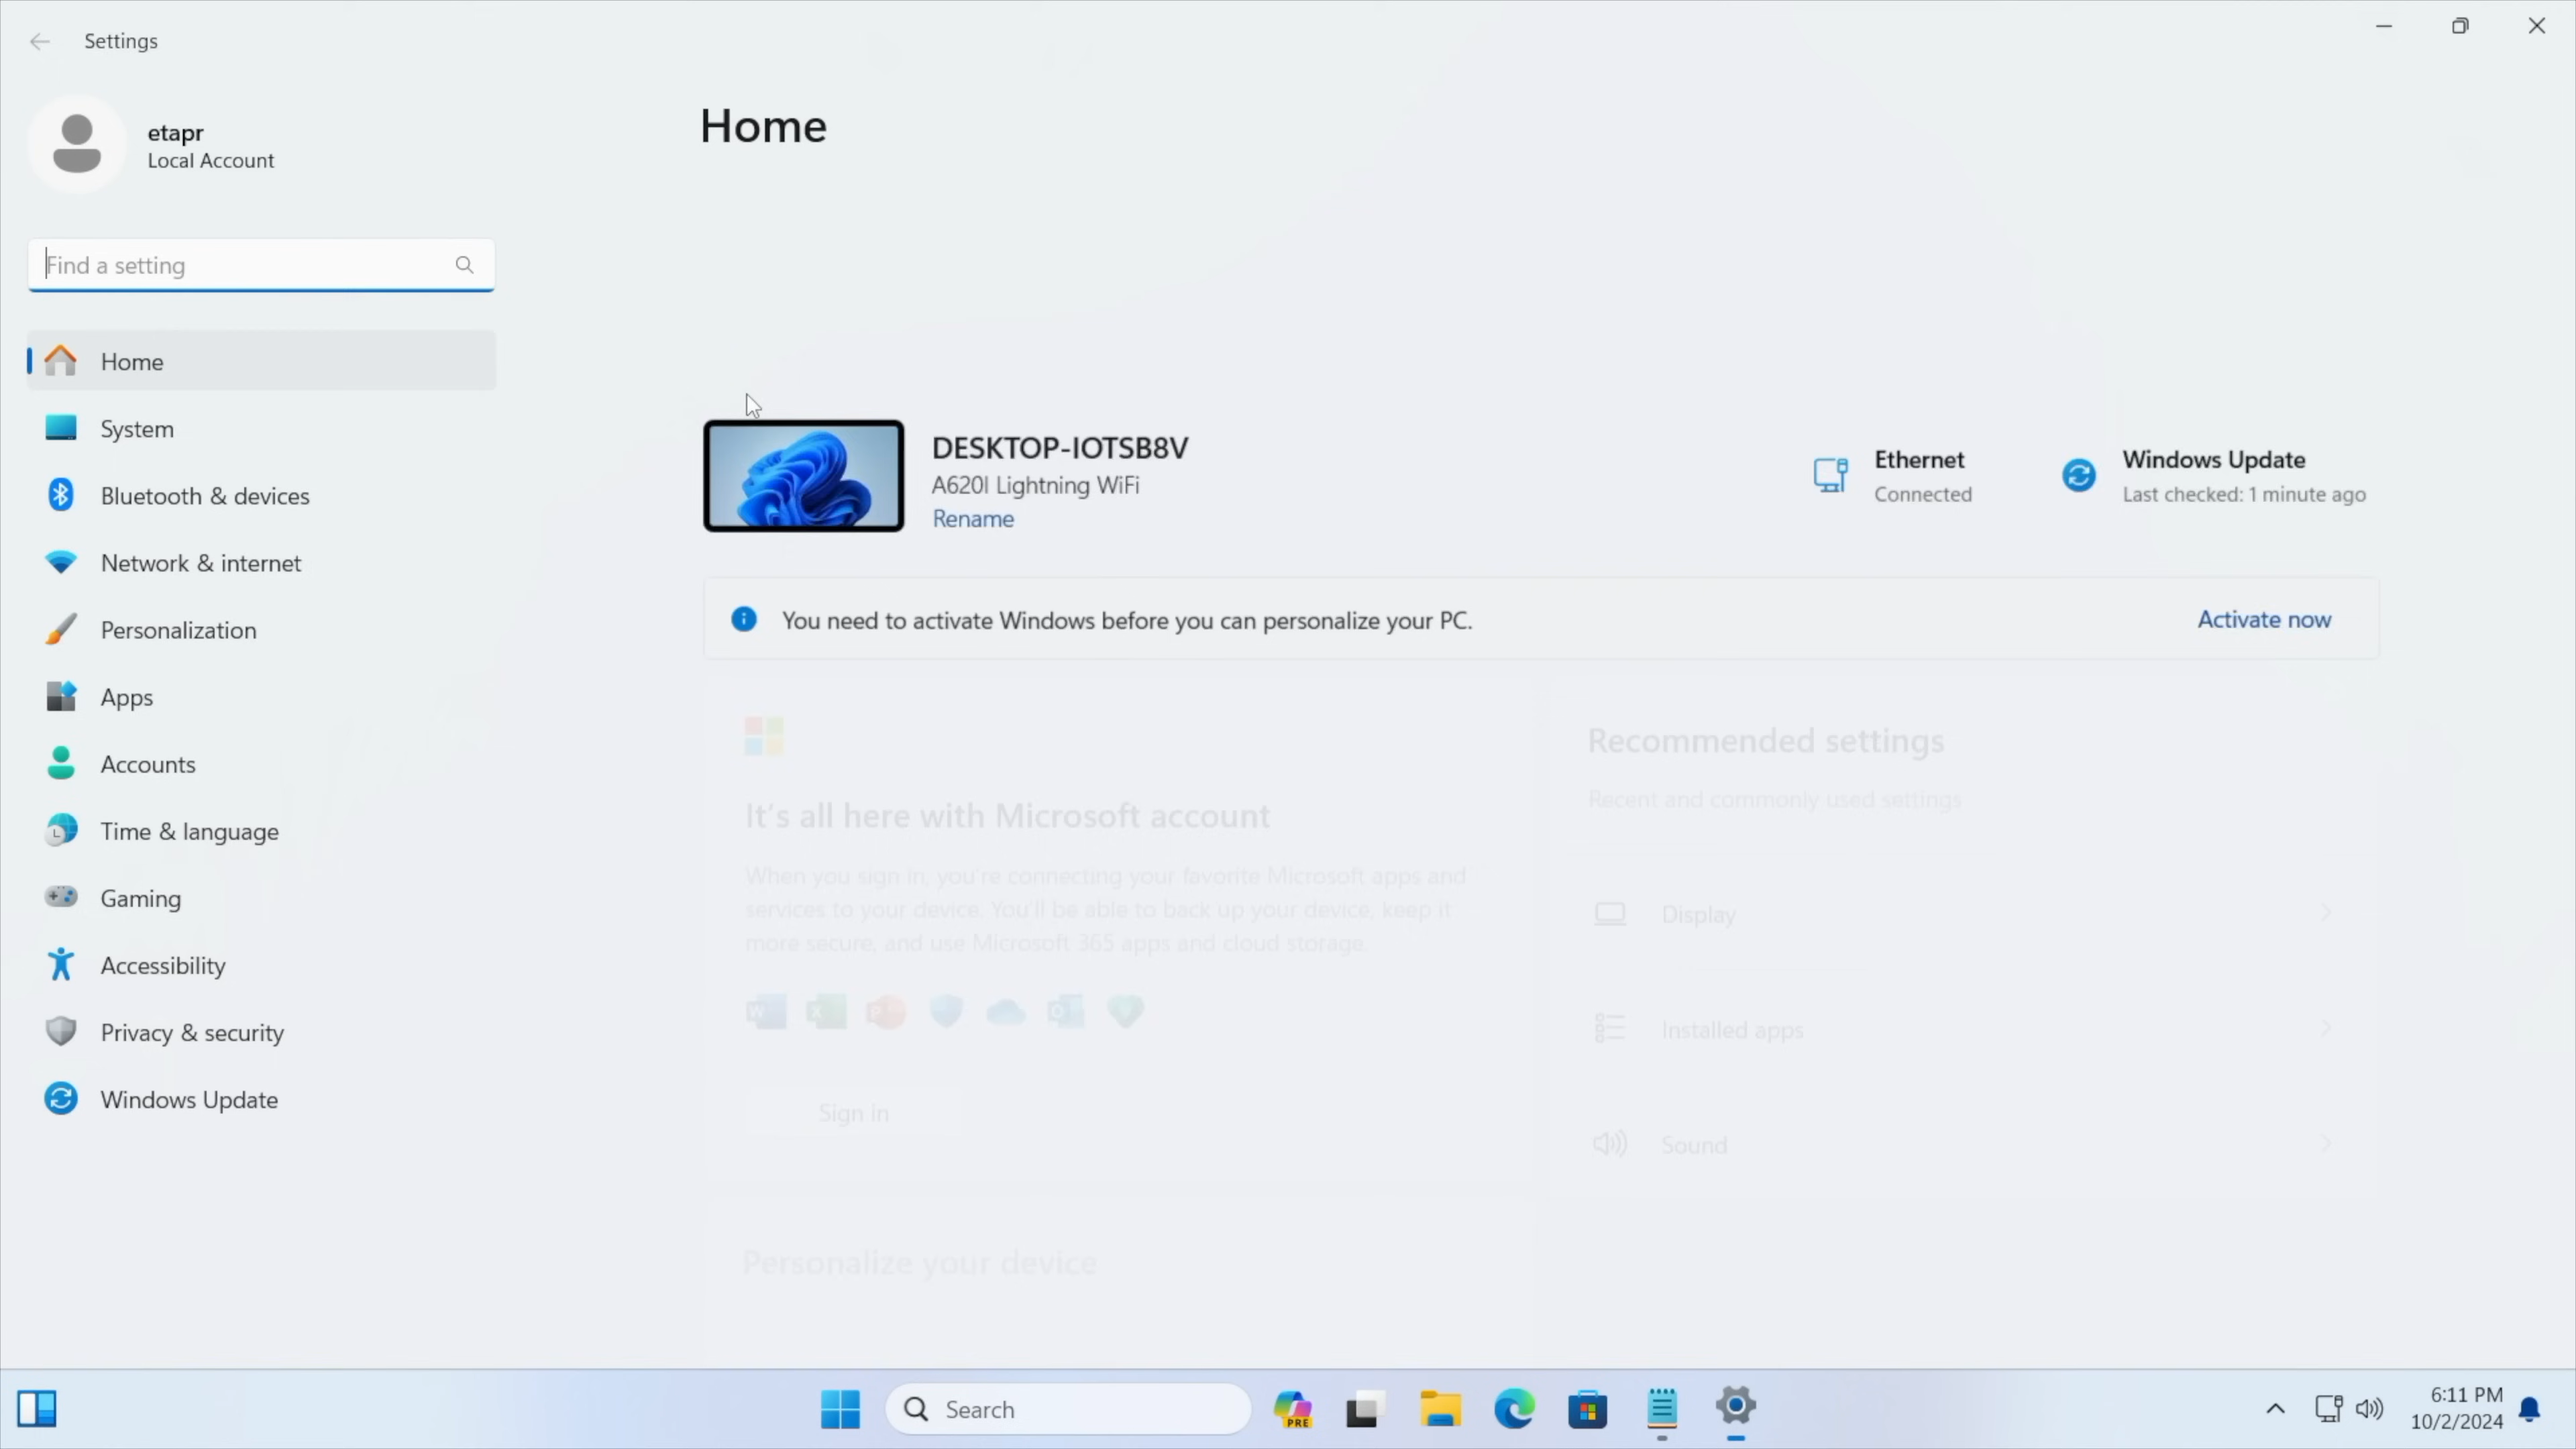 Settings
etapr
Local Account
Find a setting
Home
System
Bluetooth & devices
Network & internet
Personalization
Apps
Accounts
Time & language
Gaming
Accessibility
Privacy & security
Windows Update
Home
DESKTOP-IOTSB8V
A620I Lightning WiFi
Rename
Ethernet
Connected
Windows Update
Last checked: 1 minute ago
You need to activate Windows before you can personalize your PC.
Activate now
It's all here with Microsoft account
When you sign in, you're connecting your favorite Microsoft apps and
services to your device. You'll be able to back up your device, keep it
more secure, and use Microsoft 365 apps and cloud storage.
Sign in
Recommended settings
Recent and commonly used settings
Display
Installed apps
Sound
Personalize your device
Search
PRE
6:11 PM
10/2/2024